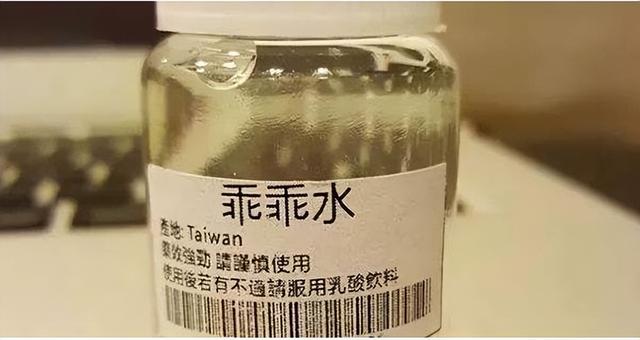 乖乖水
產地: Taiwan
藥效強勁 請謹慎使用
使用後若有不適請服用乳酸飲料